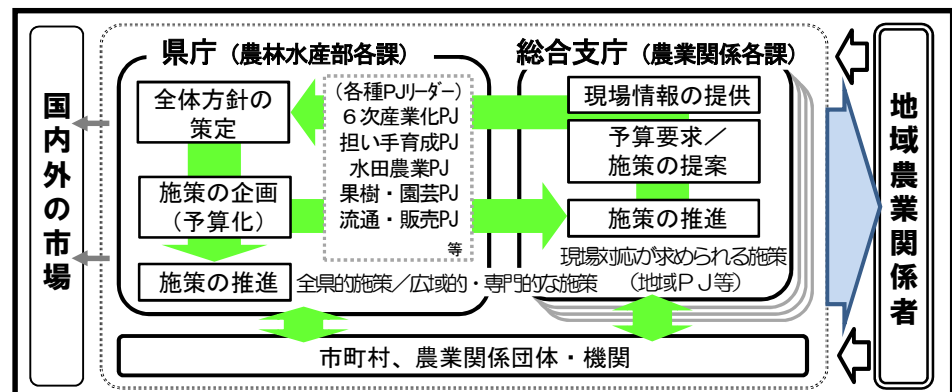 国内外の市場
県庁（農林水産部各課）
全体方針の
策定
施策の企画
（予算化）
施策の推進
（各種PJリーダー）
６次産業化PJ
担い手育成PJ
水田農業PJ
果樹・園芸PJ
流通・販売PJ
等
全県的施策／広域的・専門的な施策
総合支庁（農業関係各課）
現場情報の提供
予算要求／
施策の提案
施策の推進
現場対応が求められる施策
（地域ＰＪ等）
市町村、農業関係団体・機関
地域農業関係者